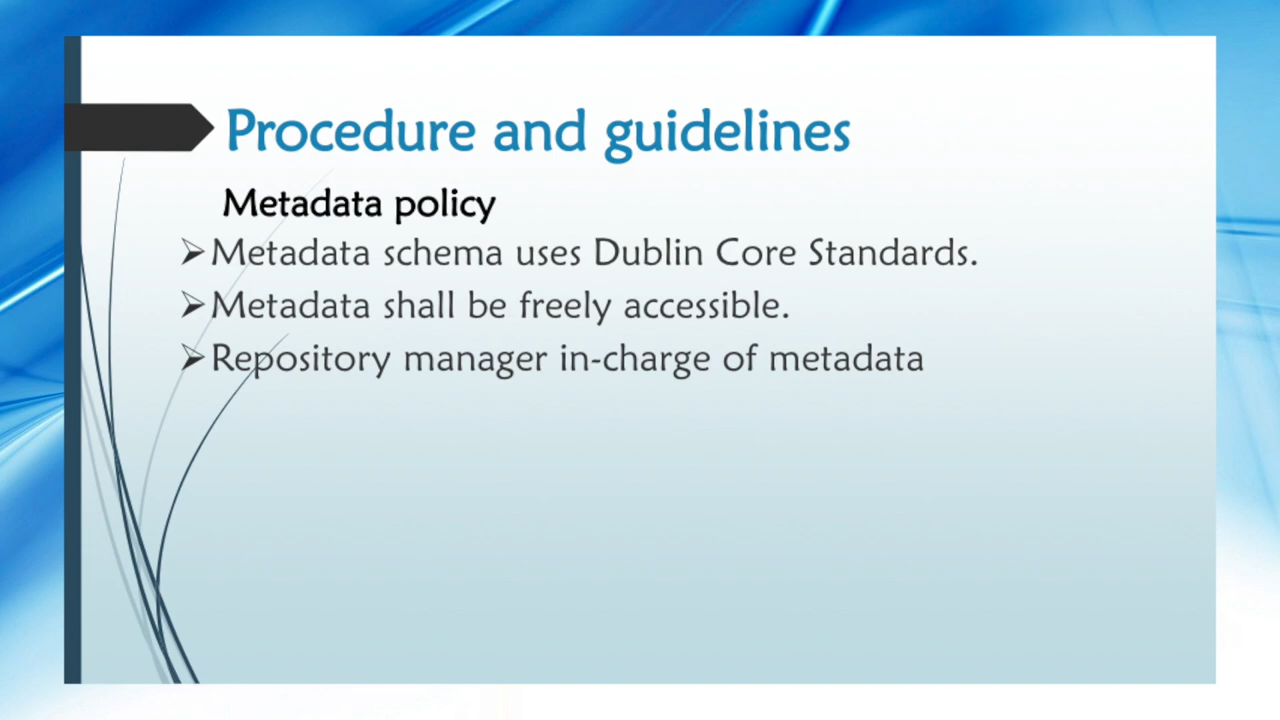 Procedure and guidelines
Metadata policy
➢Metadata schema uses Dublin Core Standards.
➢Metadata shall be freely accessible.
➢Repository manager in-charge of metadata